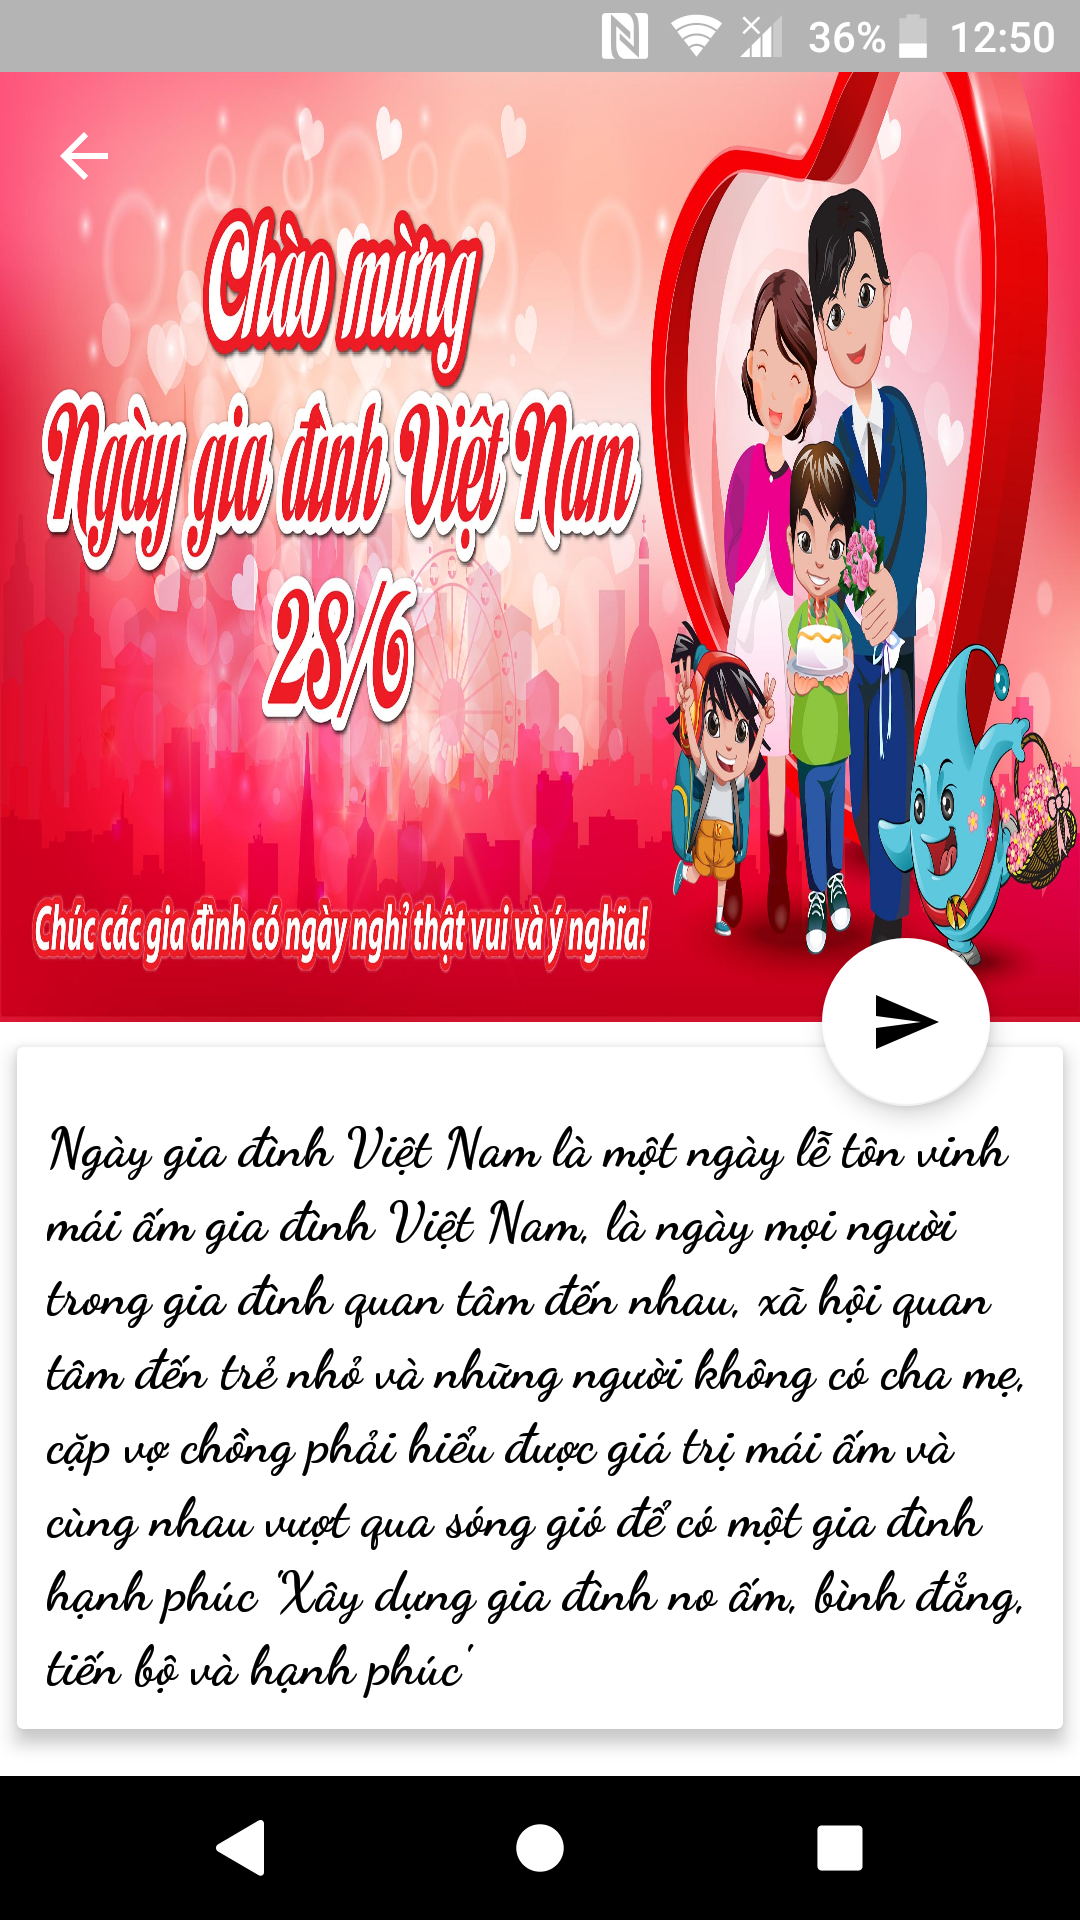 36% 12:50
Chào mừng
Ngày gia đình Việt Nam
28/6
Chúc các gia đình có ngày nghỉ thật vui và ý nghĩa!
Ngày gia đình Việt Nam là một ngày lễ tôn vinh
mái ấm gia đình Việt Nam, là ngày mọi người
trong gia đình quan tâm đến nhau, xã hội quan
tâm đến trẻ nhỏ và những người không có cha mẹ,
cặp vợ chồng phải hiểu được giá trị mái ấm và
cùng nhau vượt qua sóng gió để có một gia đình
hạnh phúc 'Xây dựng gia đình no ấm, bình đẳng,
tiến bộ và hạnh phúc'